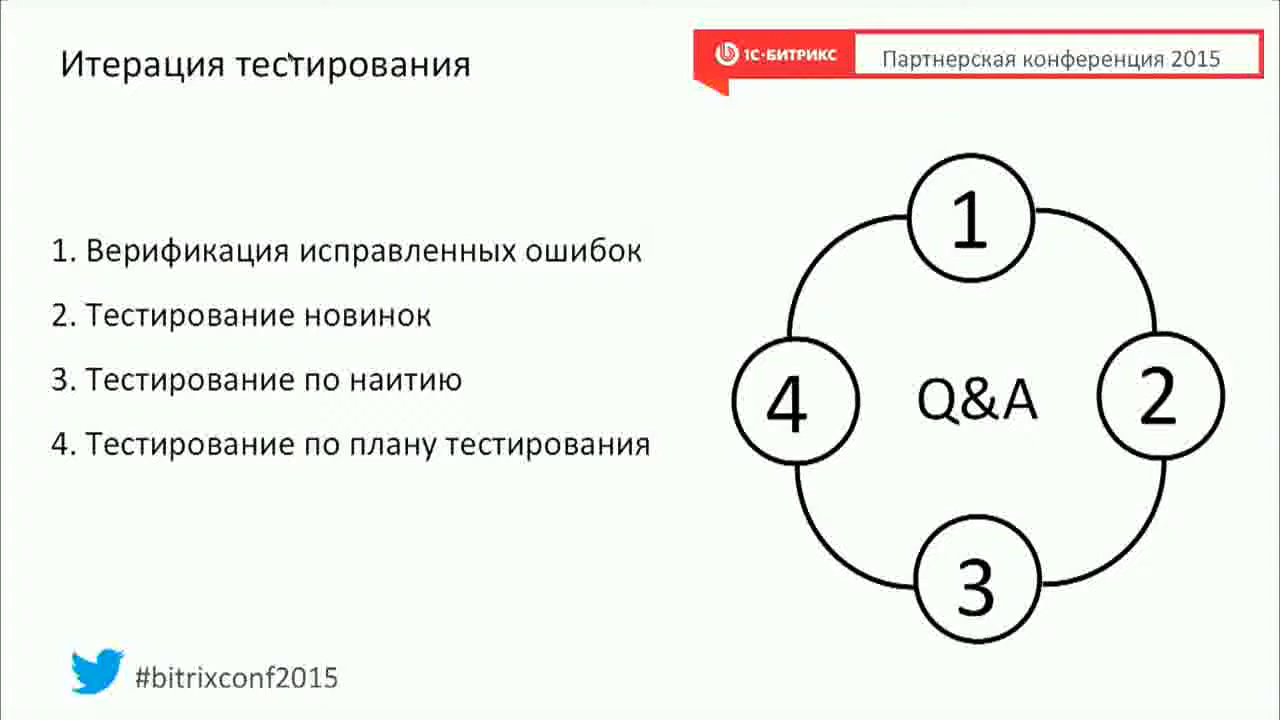 Итерация тестирования
1С-БИТРИКС
Партнерская конференция 2015
1. Верификация исправленных ошибок
2. Тестирование новинок
3. Тестирование по наитию
4. Тестирование по плану тестирования
1
4
Q&A
2
3
#bitrixconf2015